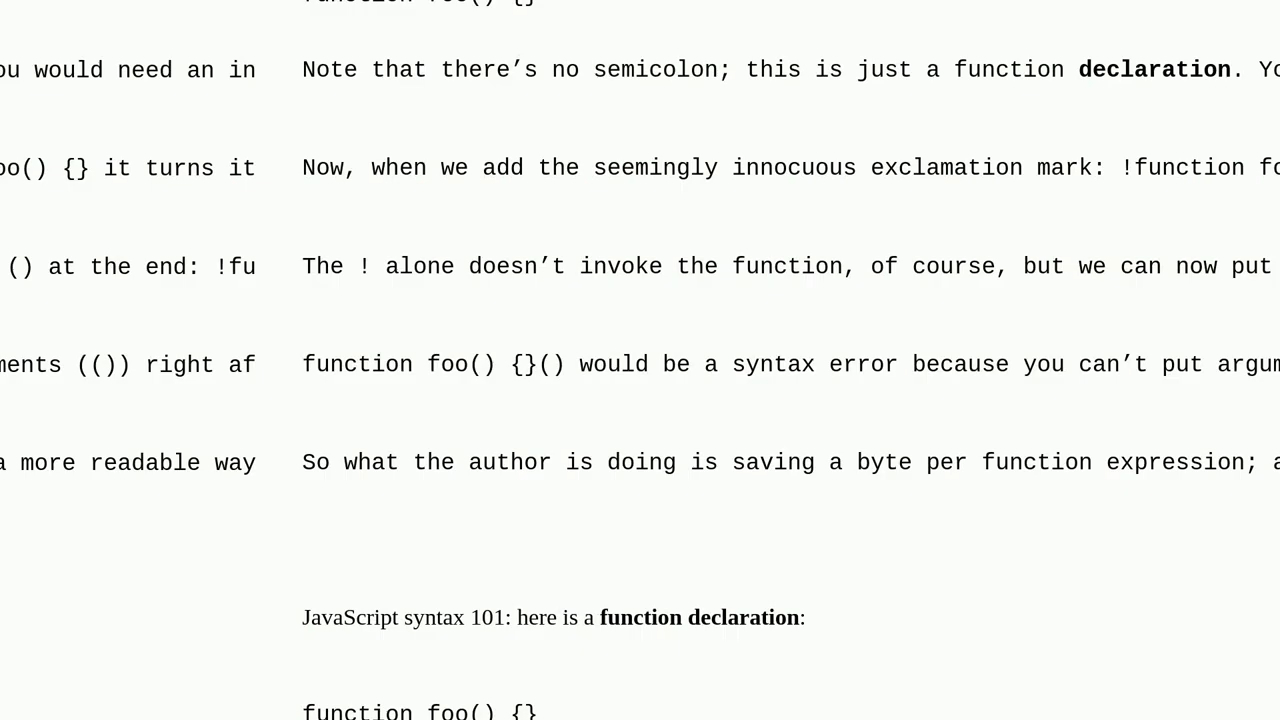 function foo() {}
ou would need an in
Note that there’s no semicolon; this is just a function declaration. Yo
oo() {} it turns it
Now, when we add the seemingly innocuous exclamation mark: !function fo
() at the end: !fu
The ! alone doesn’t invoke the function, of course, but we can now put
ments (()) right af
function foo() {}() would be a syntax error because you can’t put argum
a more readable way
So what the author is doing is saving a byte per function expression; a
JavaScript syntax 101: here is a function declaration:
function foo() {}